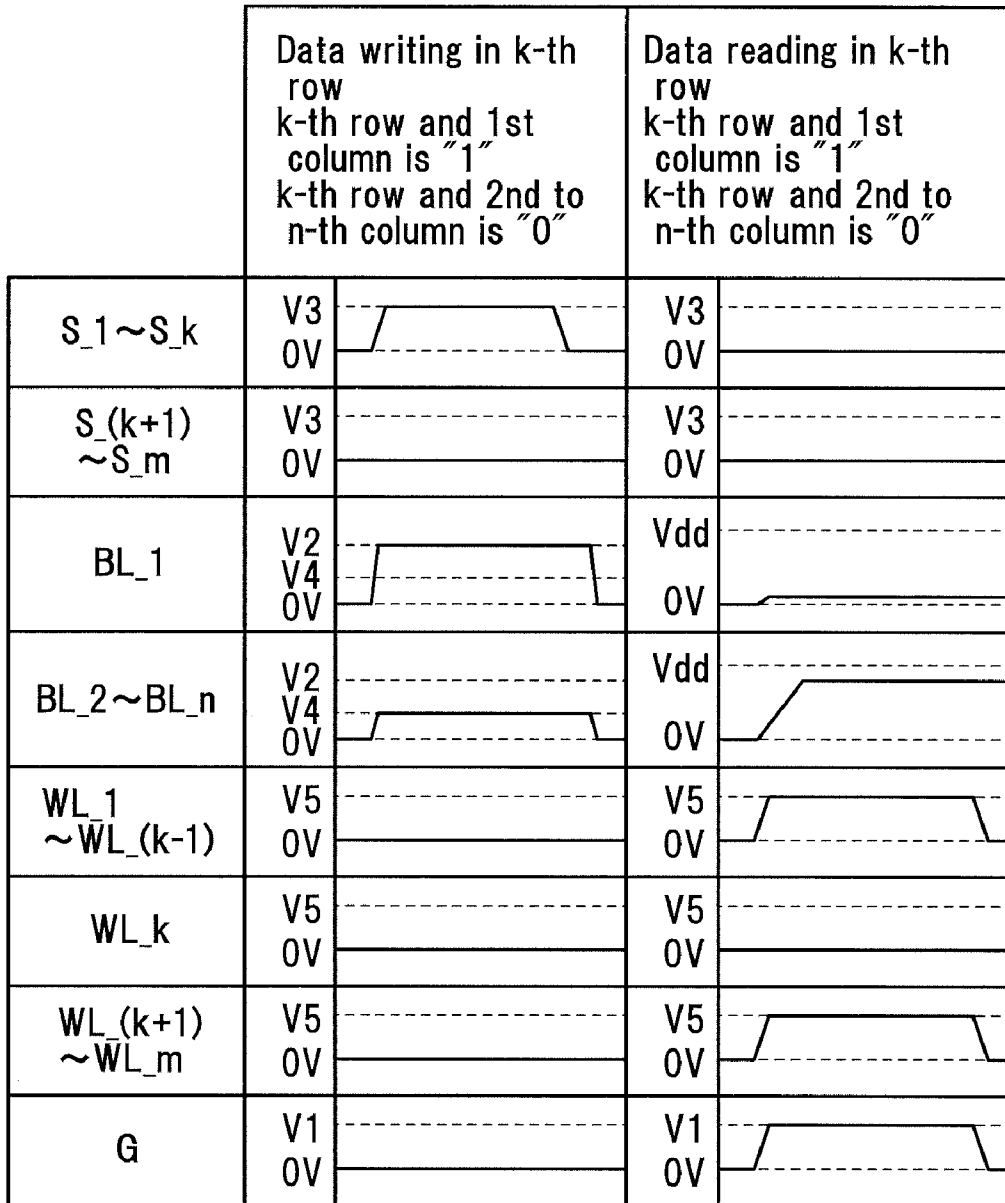 Data writing in k-th
row
k-th row and 1st
column is "1"
k-th row and 2nd to
n-th column is "0"
Data reading in k-th
row
k-th row and 1st
column is "1"
k-th row and 2nd to
n-th column is "0"
S_1~S_k
V3
0V
V3
0V
S_(k+1)
~S_m
V3
0V
V3
0V
BL_1
V2
V4
0V
Vdd
0V
BL_2~BL_n
V2
V4
0V
Vdd
0V
WL_1
~WL_(k-1)
V5
0V
V5
0V
WL_k
V5
0V
V5
0V
WL_(k+1)
~WL_m
V5
0V
V5
0V
G
V1
0V
V1
0V